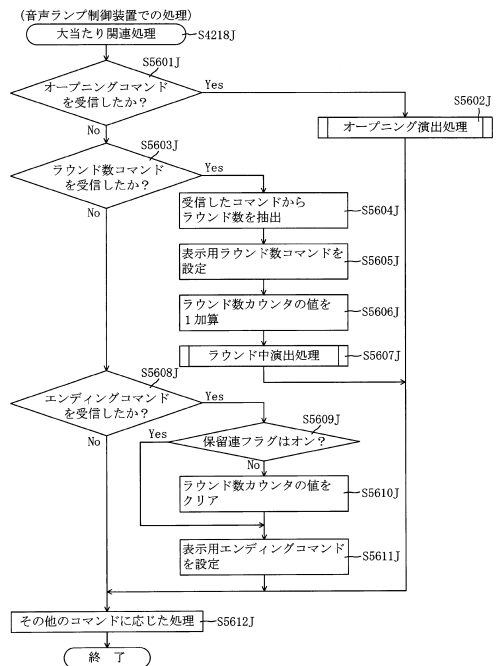 (音声ランプ制御装置での処理)
大当たり関連処理
S4218J
S5601J
オープニングコマンド
を受信したか？
Yes
No
S5602J
オープニング演出処理
S5603J
ラウンド数コマンド
を受信したか？
Yes
No
受信したコマンドから
ラウンド数を抽出
S5604J
表示用ラウンド数コマンドを
設定
S5605J
ラウンド数カウンタの値を
１加算
S5606J
ラウンド中演出処理
S5607J
S5608J
エンディングコマンド
を受信したか？
Yes
No
S5609J
保留連フラグはオン？
Yes
No
ラウンド数カウンタの値を
クリア
S5610J
表示用エンディングコマンド
を設定
S5611J
その他のコマンドに応じた処理
S5612J
終 了